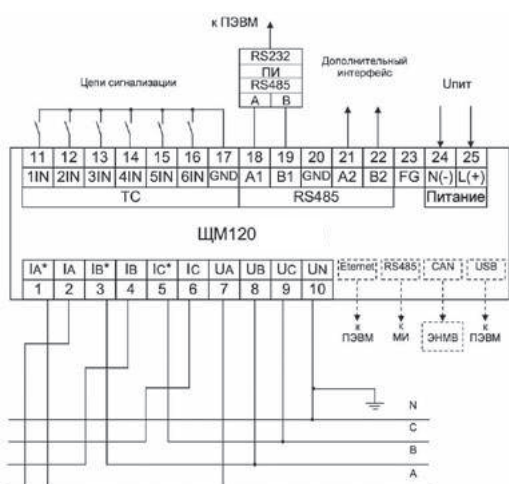 к ПЭВМ
RS232
ПИ
RS485
A B
Цепи сигнализации
Дополнительный
интерфейс
Uпит
11 12 13 14 15 16 17 18 19 20 21 22 23 24 25
1IN 2IN 3IN 4IN 5IN 6IN GND A1 B1 GND A2 B2 FG N(-) L(+)
ТС RS485 Питание
ЩМ120
IA* IA IB* IB IC* IC UA UB UC UN Eternet RS485 CAN USB
1 2 3 4 5 6 7 8 9 10
к ПЭВМ
к МИ
ЭНМВ
к ПЭВМ
N
C
B
A